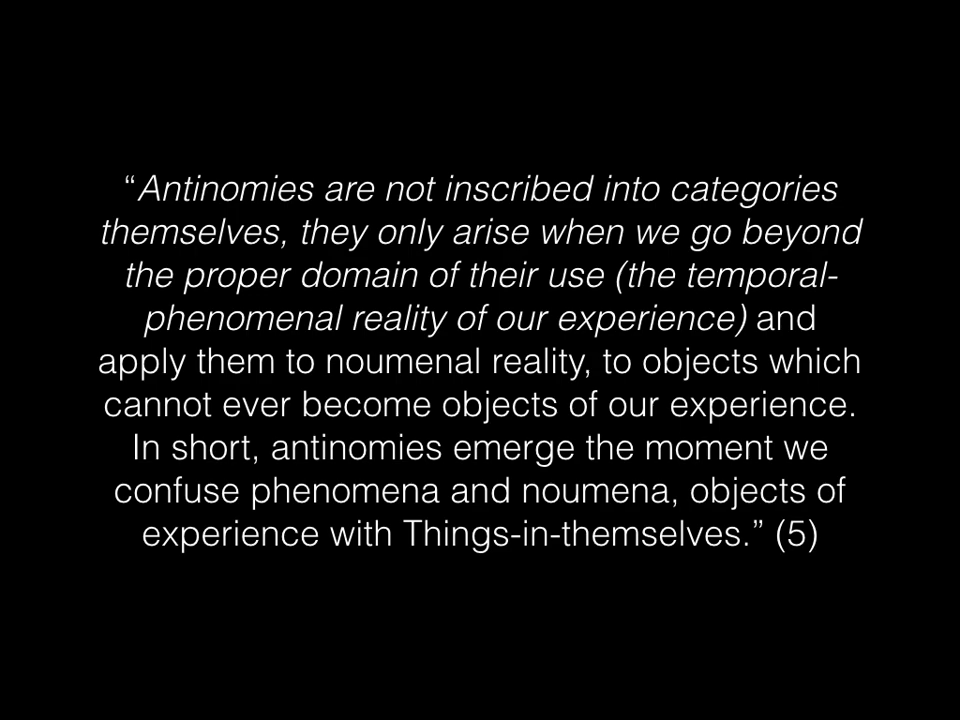 “Antinomies are not inscribed into categories
themselves, they only arise when we go beyond
the proper domain of their use (the temporal-
phenomenal reality of our experience) and
apply them to noumenal reality, to objects which
cannot ever become objects of our experience.
In short, antinomies emerge the moment we
confuse phenomena and noumena, objects of
experience with Things-in-themselves.” (5)